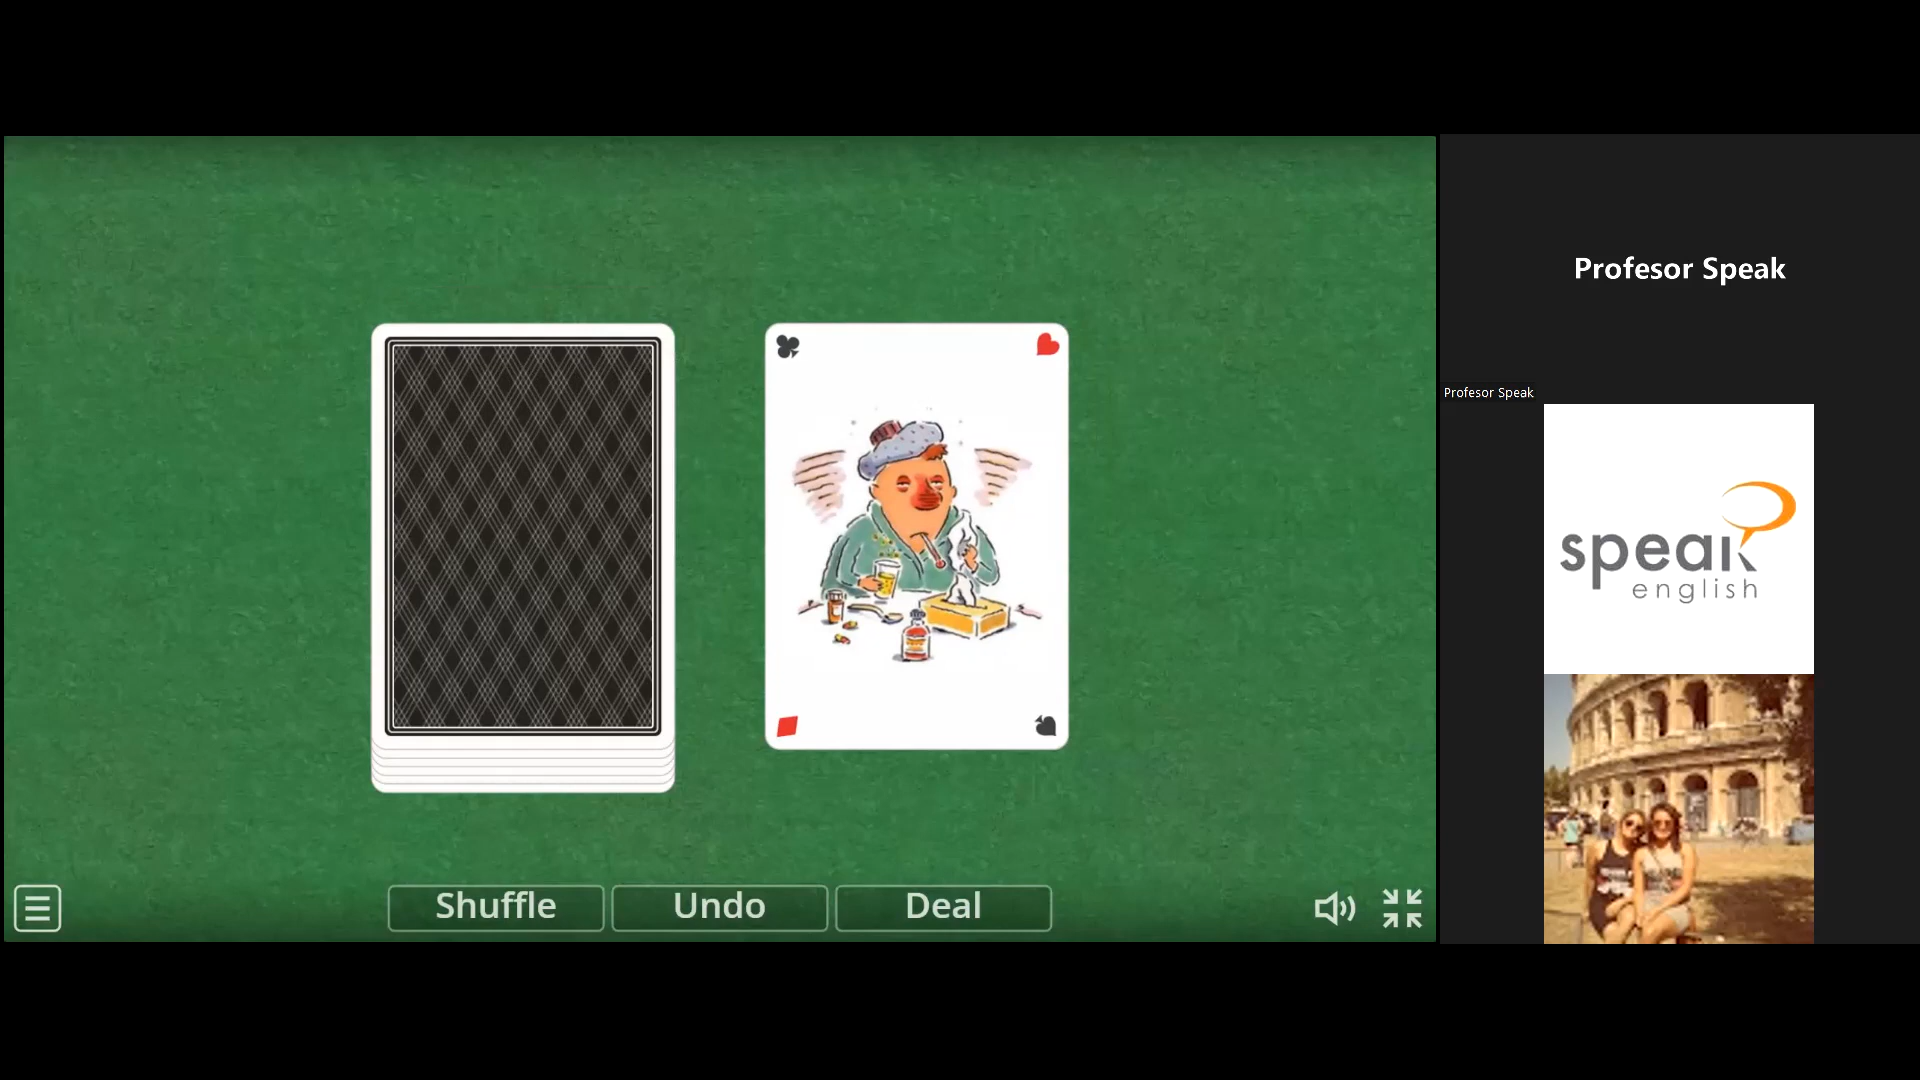 Profesor Speak
Profesor Speak
speak
english
Shuffle
Undo
Deal